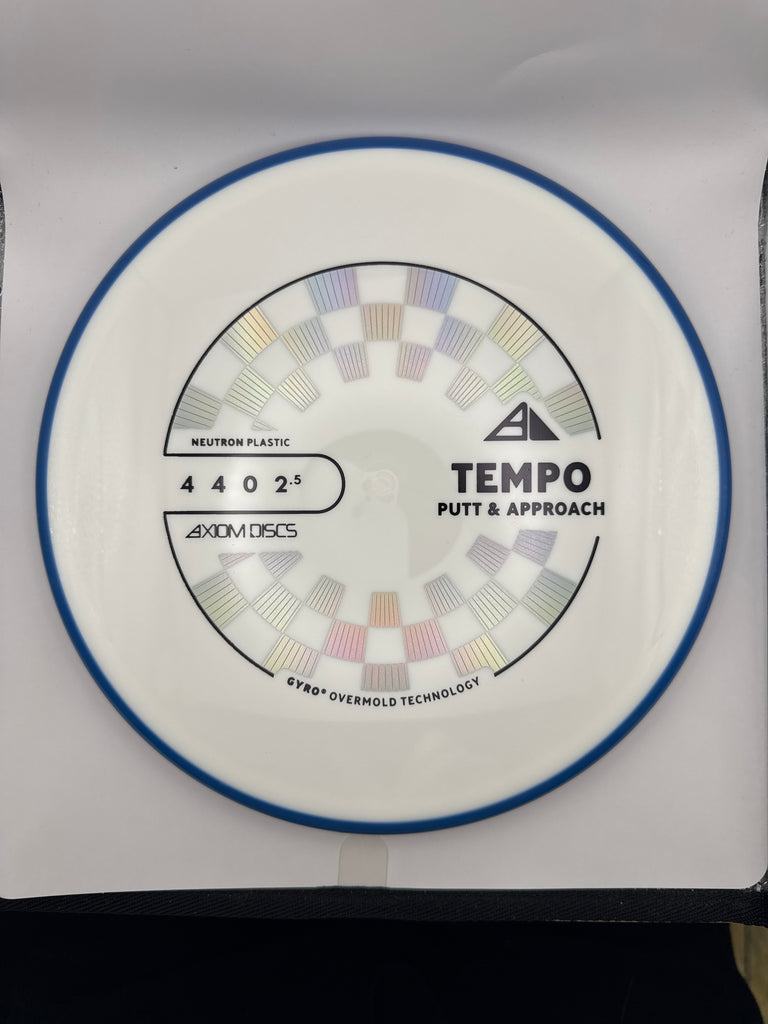 NEUTRON PLASTIC
4 4 0 2.5
AXIOM DISCS
TEMPO
PUTT & APPROACH
GYRO® OVERMOLD TECHNOLOGY